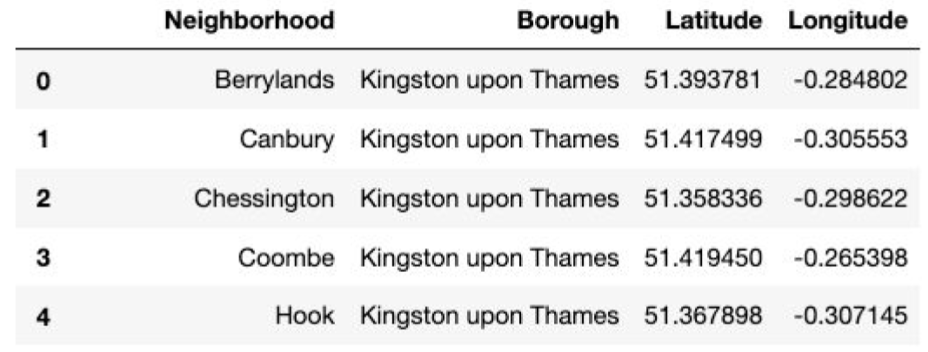 Neighborhood Borough Latitude Longitude
0 Berrylands Kingston upon Thames 51.393781 -0.284802
1 Canbury Kingston upon Thames 51.417499 -0.305553
2 Chessington Kingston upon Thames 51.358336 -0.298622
3 Coombe Kingston upon Thames 51.419450 -0.265398
4 Hook Kingston upon Thames 51.367898 -0.307145